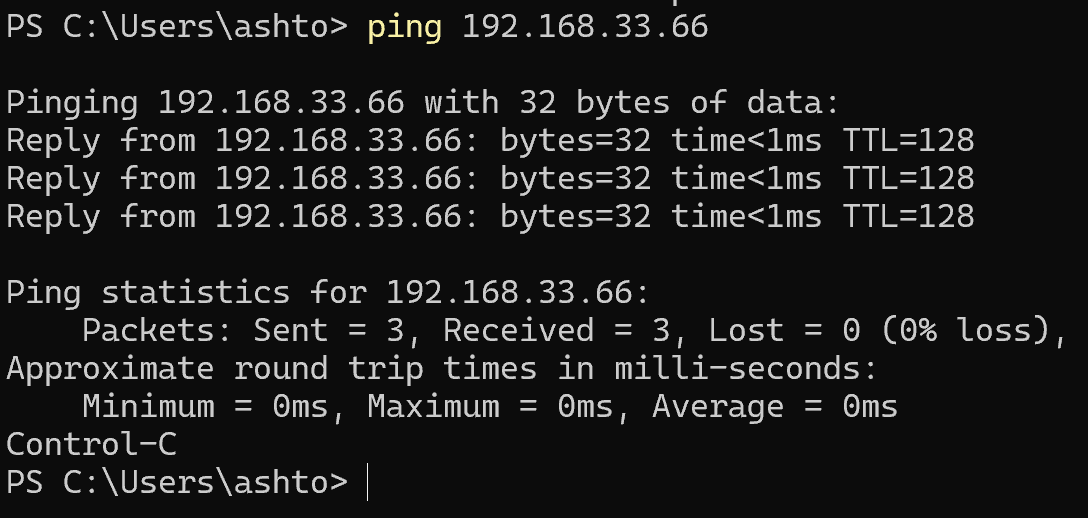 PS C:\Users\ashto> ping 192.168.33.66
Pinging 192.168.33.66 with 32 bytes of data:
Reply from 192.168.33.66: bytes=32 time<1ms TTL=128
Reply from 192.168.33.66: bytes=32 time<1ms TTL=128
Reply from 192.168.33.66: bytes=32 time<1ms TTL=128
Ping statistics for 192.168.33.66:
    Packets: Sent = 3, Received = 3, Lost = 0 (0% loss),
Approximate round trip times in milli-seconds:
    Minimum = 0ms, Maximum = 0ms, Average = 0ms
Control-C
PS C:\Users\ashto>